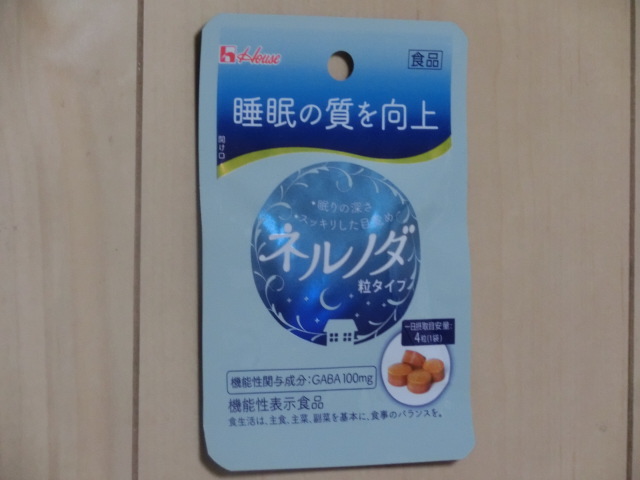 House
食品
睡眠の質を向上
開け口
眠りの深さ
スッキリした目覚め
ネルノダ
粒タイプ
一日摂取目安量:
4粒(1袋)
機能性関与成分:GABA100mg
機能性表示食品
食生活は、主食、主菜、副菜を基本に、食事のバランスを。